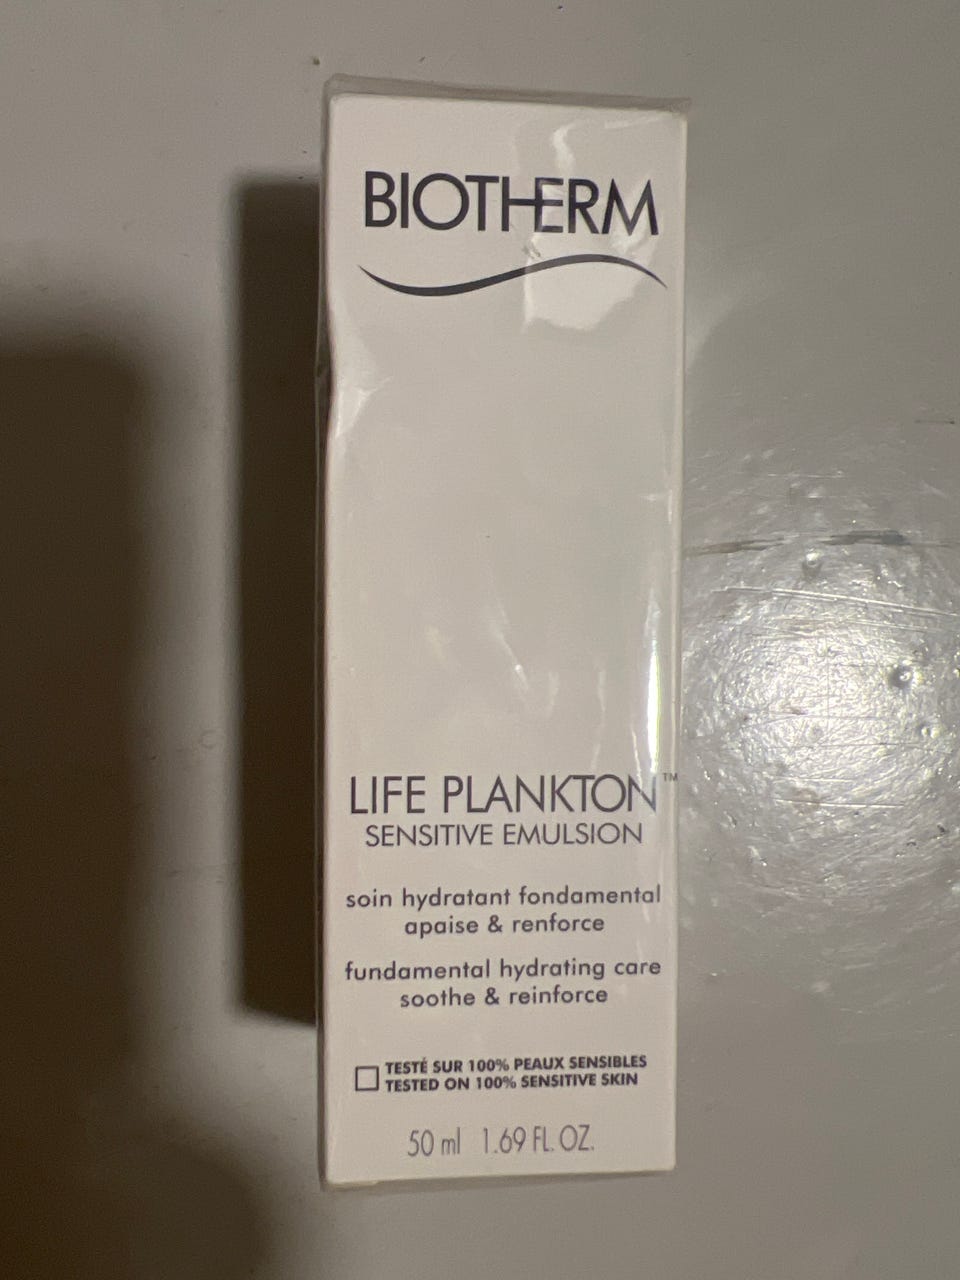 BIOTHERM
LIFE PLANKTON™
SENSITIVE EMULSION
soin hydratant fondamental
apaise & renforce
fundamental hydrating care
soothe & reinforce
TESTÉ SUR 100% PEAUX SENSIBLES
TESTED ON 100% SENSITIVE SKIN
50 ml 1.69 FL. OZ.